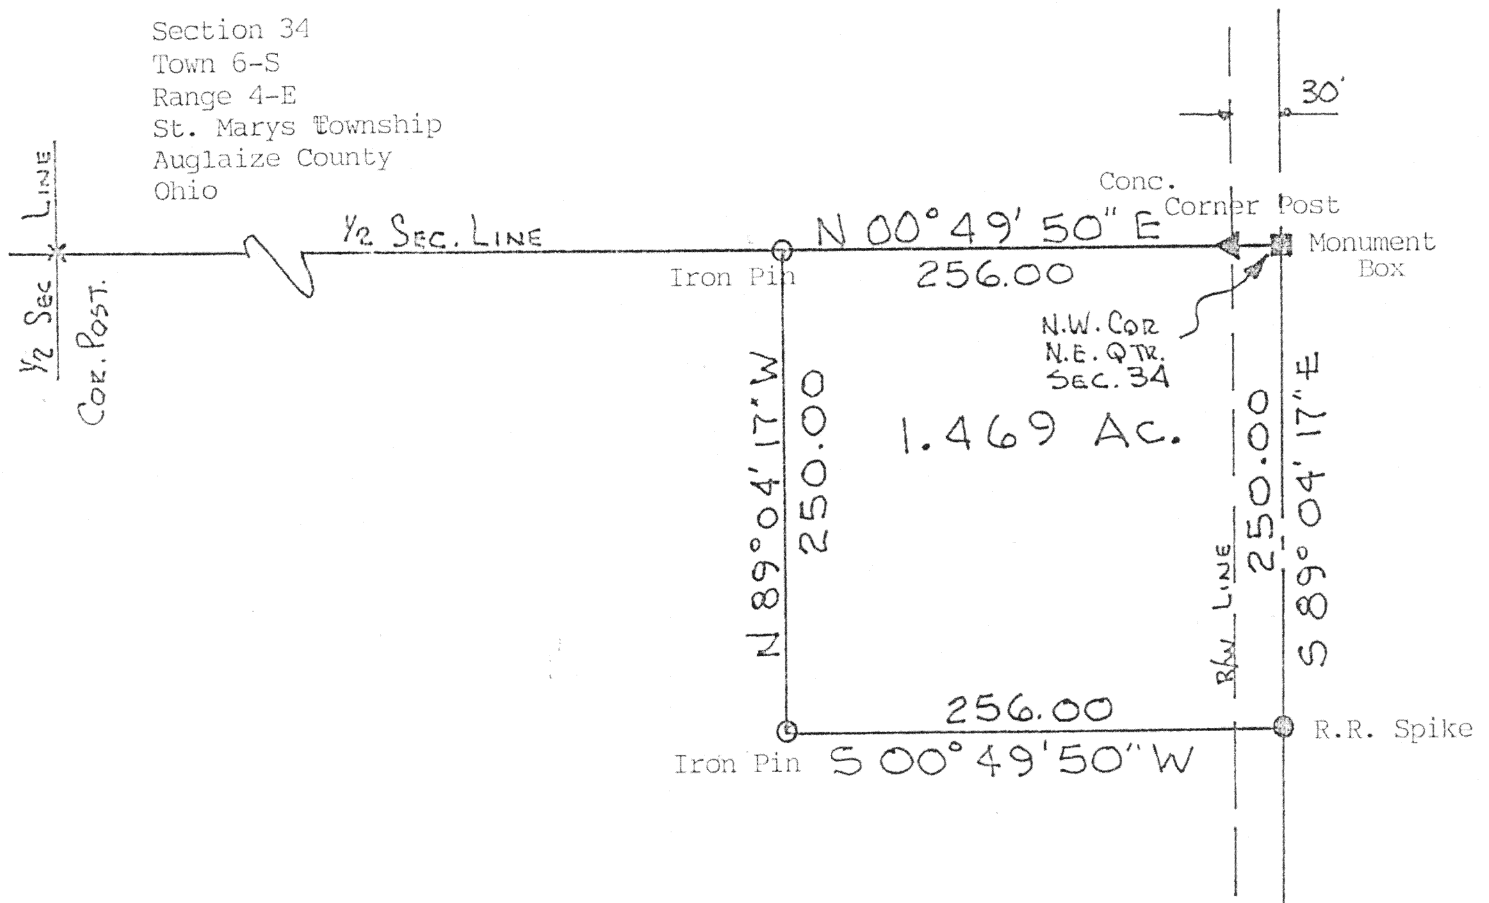 Section 34
Town 6-S
Range 4-E
St. Marys Township
Auglaize County
Ohio
30'
½ SEC LINE
COR. POST.
½ SEC. LINE
Conc.
Corner Post
N 00° 49' 50" E
256.00
Iron Pin
Monument
Box
N.W. COR
N.E. QTR.
SEC. 34
N 89° 04' 17" W
250.00
1.469 AC.
R/W LINE
250.00
S 89° 04' 17" E
256.00
Iron Pin
S 00° 49' 50" W
R.R. Spike